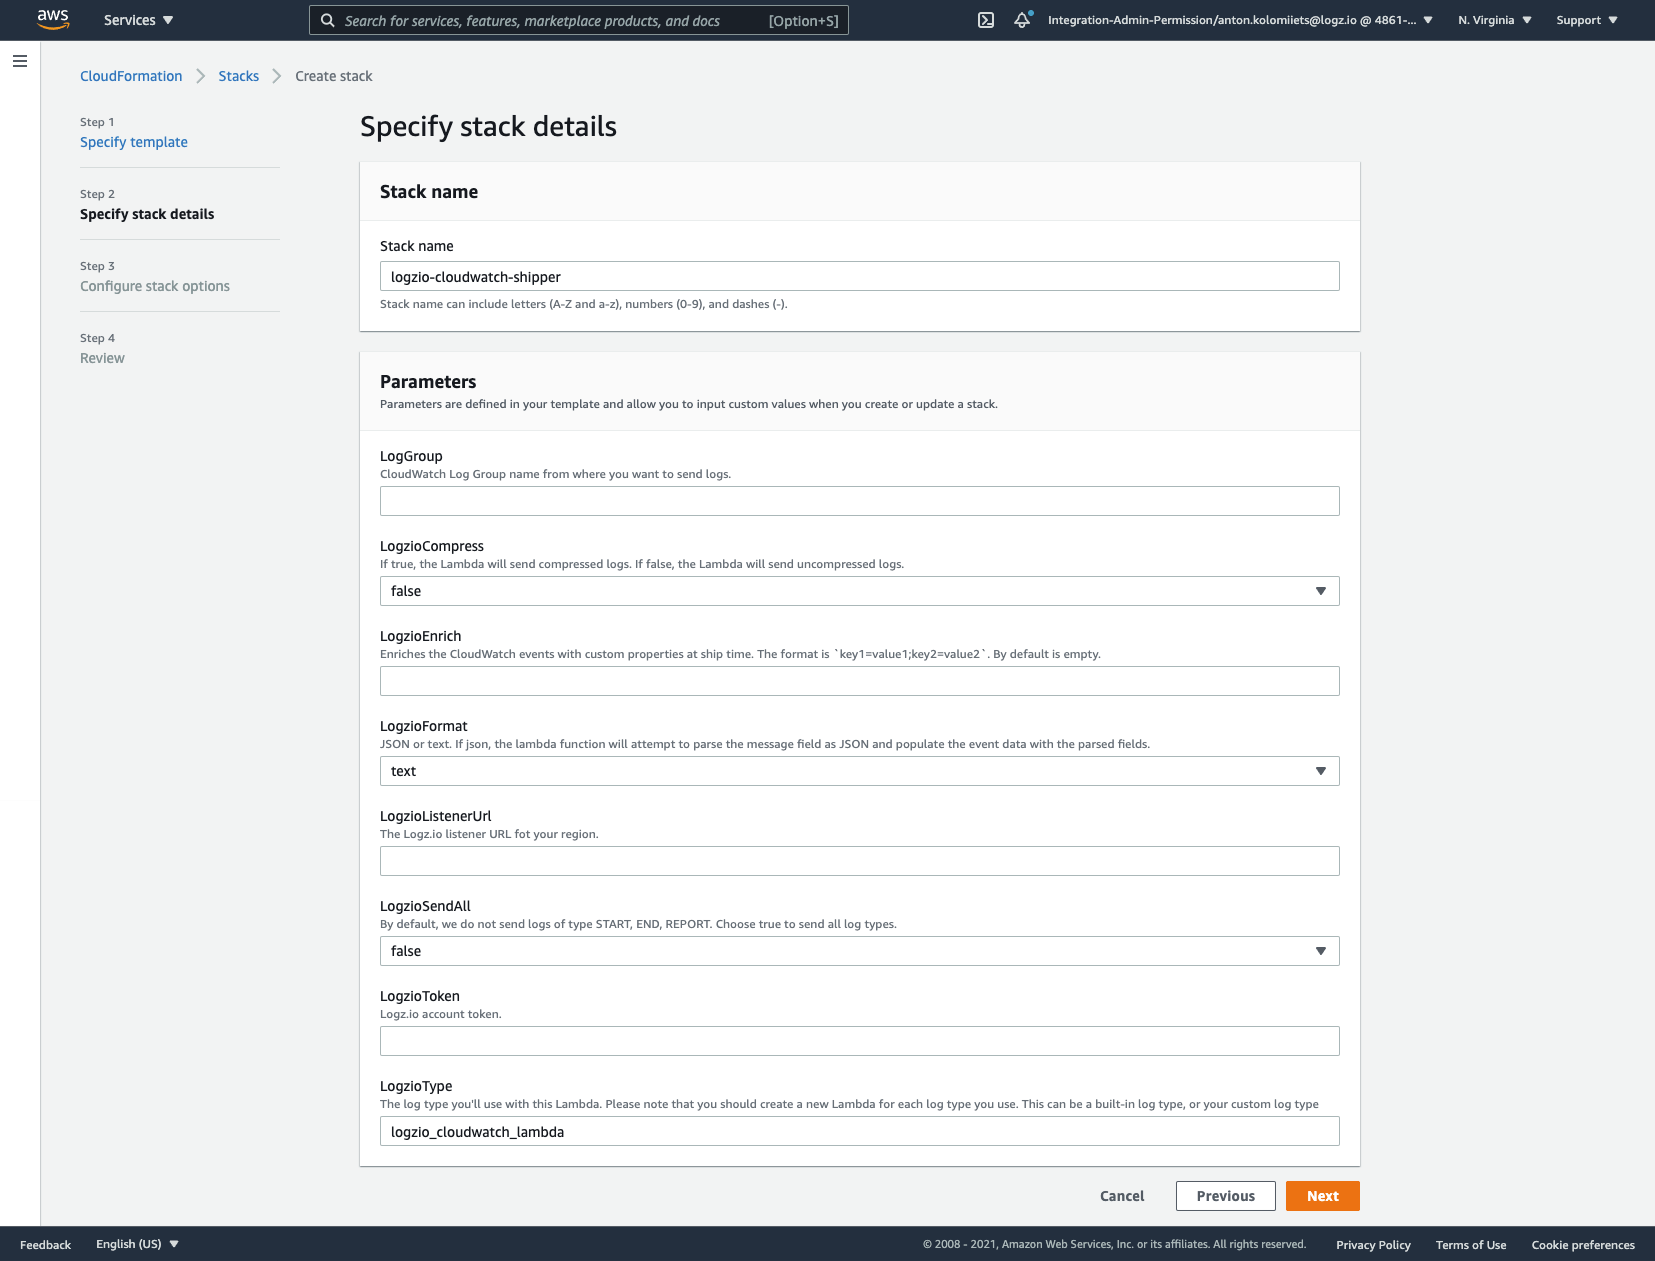 aws
Services
Search for services, features, marketplace products, and docs
[Option+S]
Integration-Admin-Permission/anton.kolomiiets@logz.io @ 4861-...
N. Virginia
Support
CloudFormation
Stacks
Create stack
Step 1
Specify template
Step 2
Specify stack details
Step 3
Configure stack options
Step 4
Review
Specify stack details
Stack name
Stack name
logzio-cloudwatch-shipper
Stack name can include letters (A-Z and a-z), numbers (0-9), and dashes (-).
Parameters
Parameters are defined in your template and allow you to input custom values when you create or update a stack.
LogGroup
CloudWatch Log Group name from where you want to send logs.
LogzioCompress
If true, the Lambda will send compressed logs. If false, the Lambda will send uncompressed logs.
false
LogzioEnrich
Enriches the CloudWatch events with custom properties at ship time. The format is `key1=value1;key2=value2`. By default is empty.
LogzioFormat
JSON or text. If json, the lambda function will attempt to parse the message field as JSON and populate the event data with the parsed fields.
text
LogzioListenerUrl
The Logz.io listener URL fot your region.
LogzioSendAll
By default, we do not send logs of type START, END, REPORT. Choose true to send all log types.
false
LogzioToken
Logz.io account token.
LogzioType
The log type you'll use with this Lambda. Please note that you should create a new Lambda for each log type you use. This can be a built-in log type, or your custom log type
logzio_cloudwatch_lambda
Cancel
Previous
Next
Feedback
English (US)
© 2008 - 2021, Amazon Web Services, Inc. or its affiliates. All rights reserved.
Privacy Policy
Terms of Use
Cookie preferences